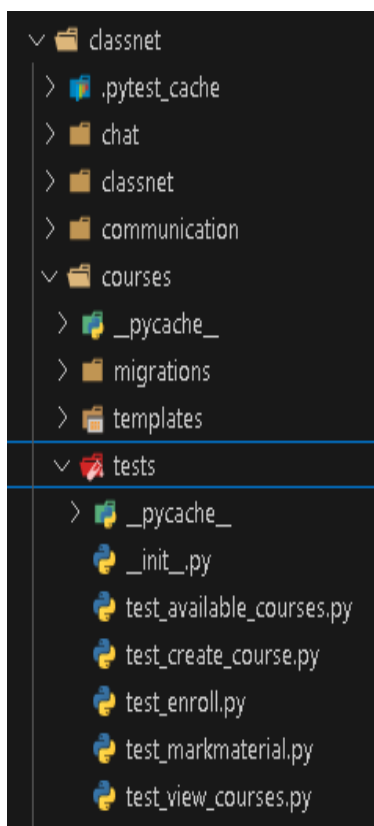 classnet
.pytest_cache
chat
classnet
communication
courses
__pycache__
migrations
templates
tests
__pycache__
__init__.py
test_available_courses.py
test_create_course.py
test_enroll.py
test_markmaterial.py
test_view_courses.py